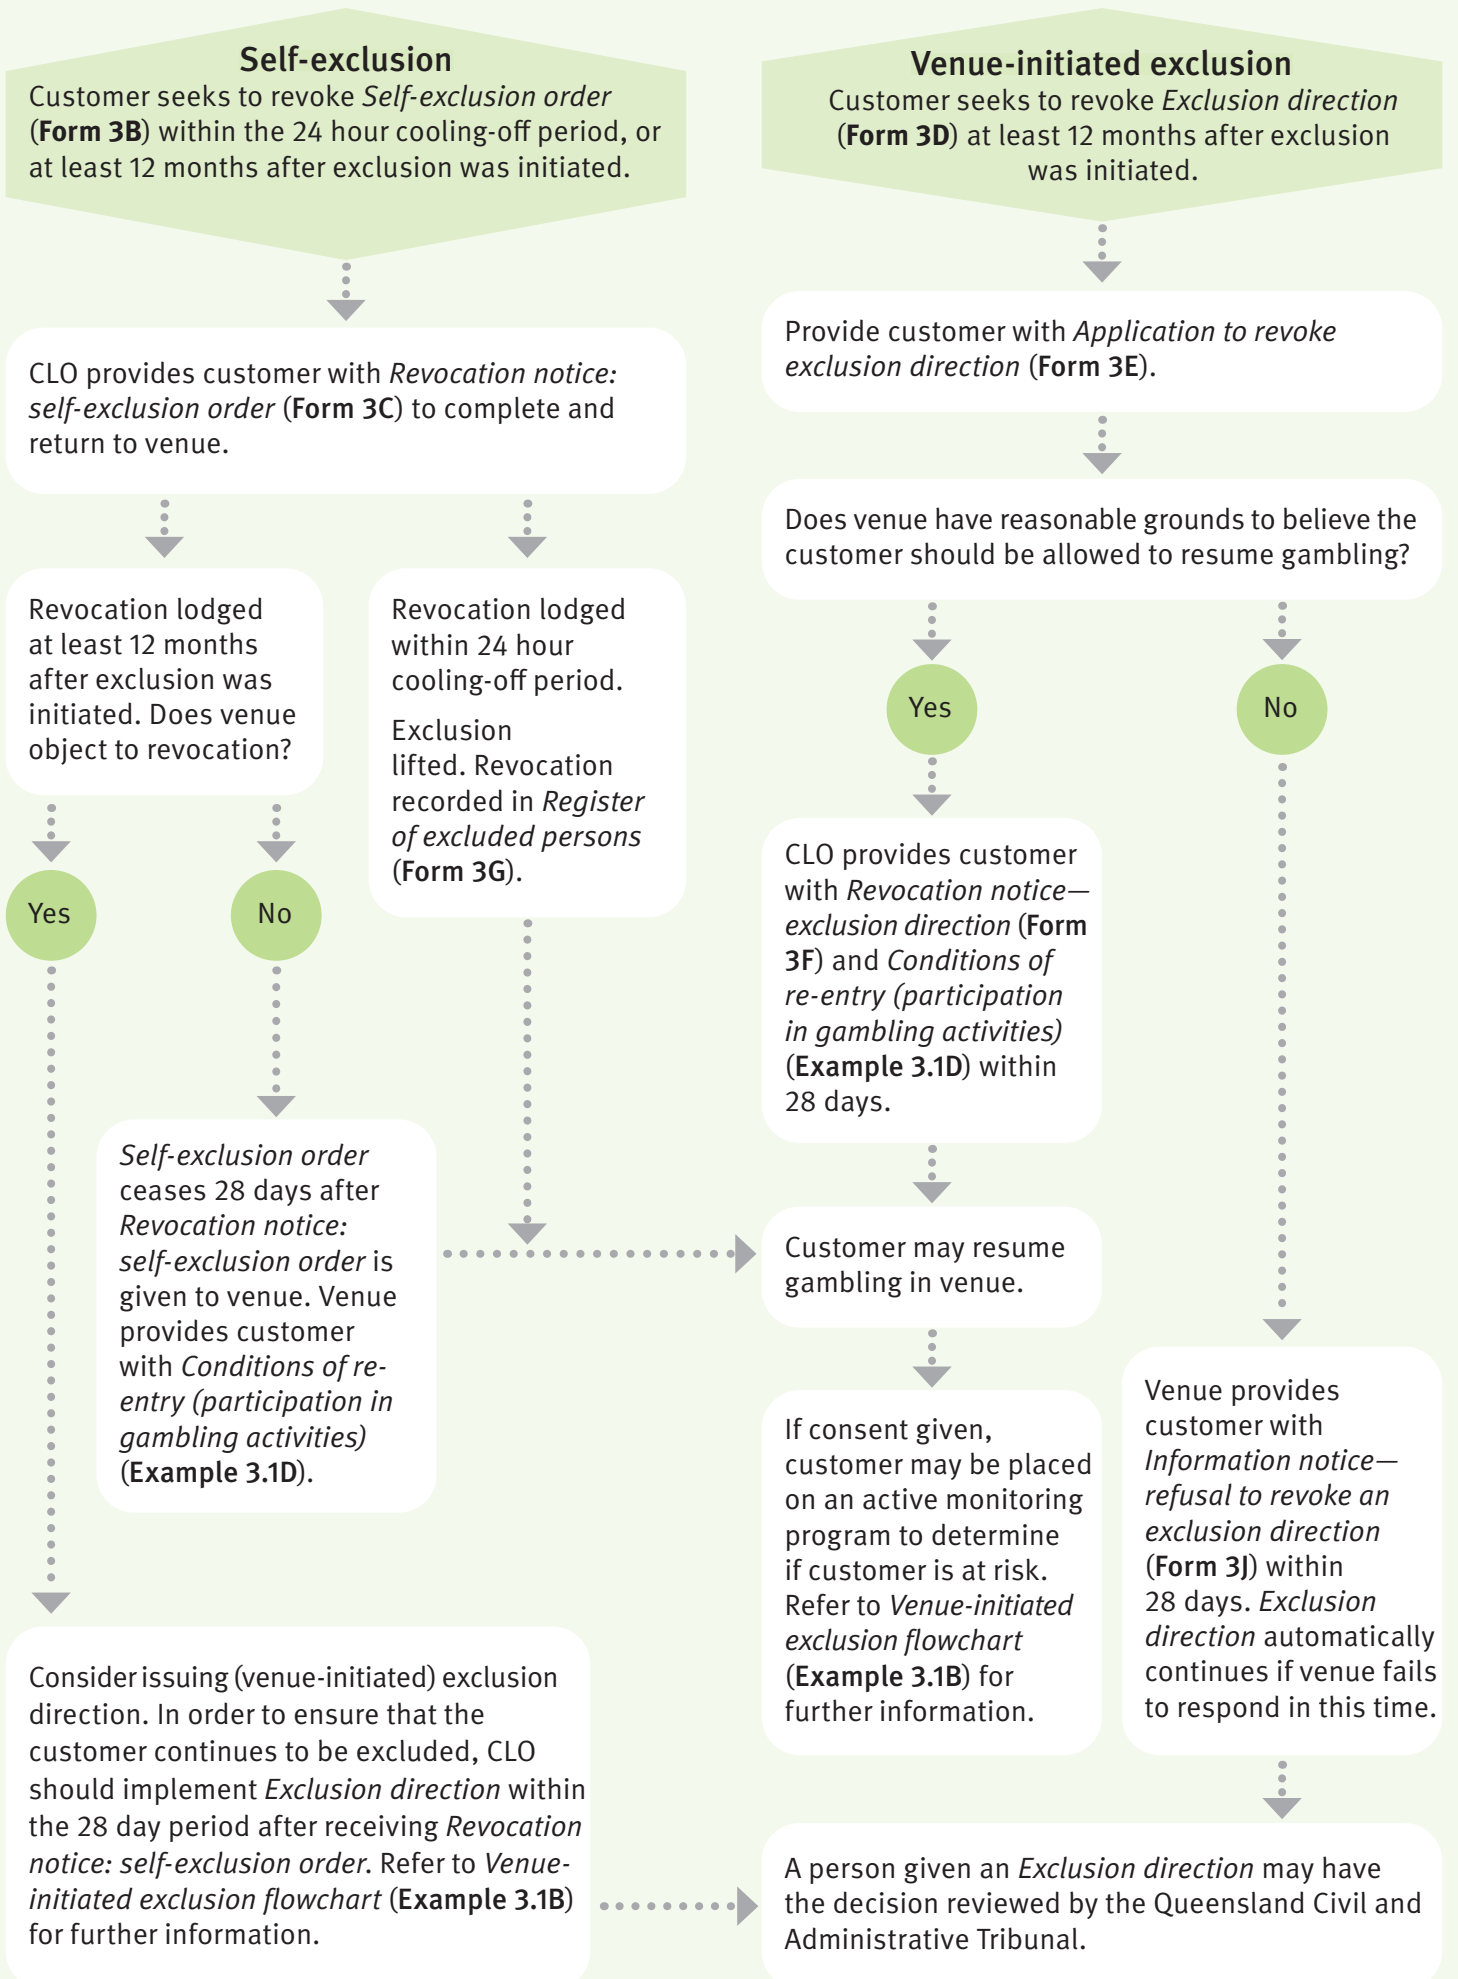 Self-exclusion
Customer seeks to revoke Self-exclusion order
(Form 3B) within the 24 hour cooling-off period, or
at least 12 months after exclusion was initiated.
CLO provides customer with Revocation notice:
self-exclusion order (Form 3C) to complete and
return to venue.
Revocation lodged
at least 12 months
after exclusion was
initiated. Does venue
object to revocation?
Revocation lodged
within 24 hour
cooling-off period.
Exclusion
lifted. Revocation
recorded in Register
of excluded persons
(Form 3G).
Yes
No
Self-exclusion order
ceases 28 days after
Revocation notice:
self-exclusion order is
given to venue. Venue
provides customer
with Conditions of re-
entry (participation in
gambling activities)
(Example 3.1D).
Consider issuing (venue-initiated) exclusion
direction. In order to ensure that the
customer continues to be excluded, CLO
should implement Exclusion direction within
the 28 day period after receiving Revocation
notice: self-exclusion order. Refer to Venue-
initiated exclusion flowchart (Example 3.1B)
for further information.
Venue-initiated exclusion
Customer seeks to revoke Exclusion direction
(Form 3D) at least 12 months after exclusion
was initiated.
Provide customer with Application to revoke
exclusion direction (Form 3E).
Does venue have reasonable grounds to believe the
customer should be allowed to resume gambling?
Yes
No
CLO provides customer
with Revocation notice—
exclusion direction (Form
3F) and Conditions of
re-entry (participation
in gambling activities)
(Example 3.1D) within
28 days.
Customer may resume
gambling in venue.
If consent given,
customer may be placed
on an active monitoring
program to determine
if customer is at risk.
Refer to Venue-initiated
exclusion flowchart
(Example 3.1B) for
further information.
Venue provides
customer with
Information notice—
refusal to revoke an
exclusion direction
(Form 3J) within
28 days. Exclusion
direction automatically
continues if venue fails
to respond in this time.
A person given an Exclusion direction may have
the decision reviewed by the Queensland Civil and
Administrative Tribunal.